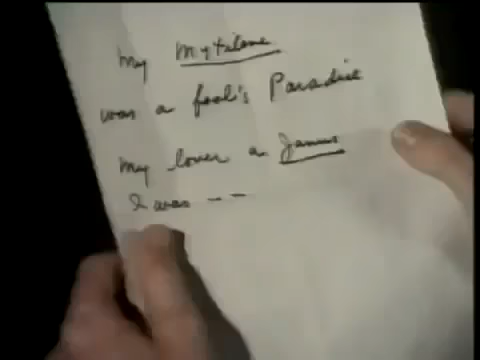 My Mytilene
was a fool's Paradise
My lover a Janus
I was -- --